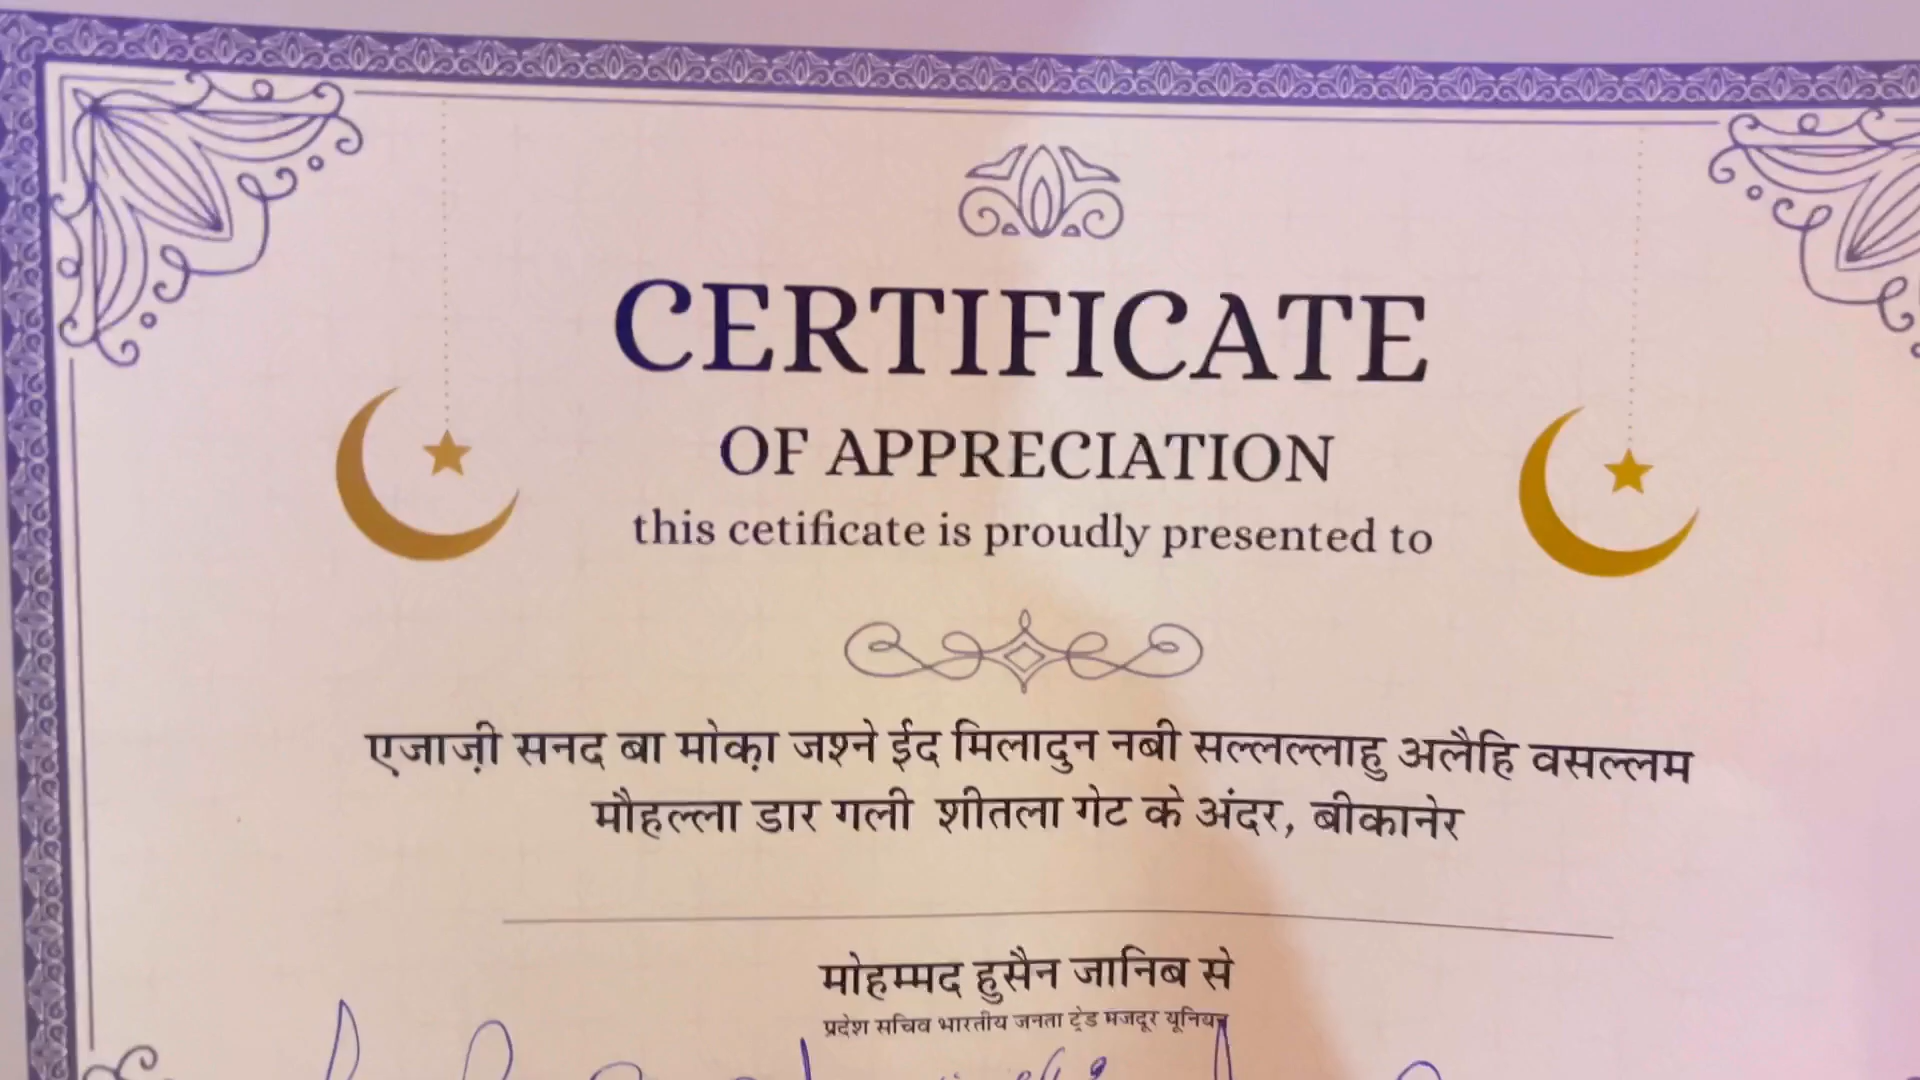 CERTIFICATE
OF APPRECIATION
this cetificate is proudly presented to
एजाज़ी सनद बा मोक़ा जश्ने ईद मिलादुन नबी सल्लल्लाहु अलैहि वसल्लम
मौहल्ला डार गली शीतला गेट के अंदर, बीकानेर
मोहम्मद हुसैन जानिब से
प्रदेश सचिव भारतीय जनता ट्रेड मजदूर यूनियन